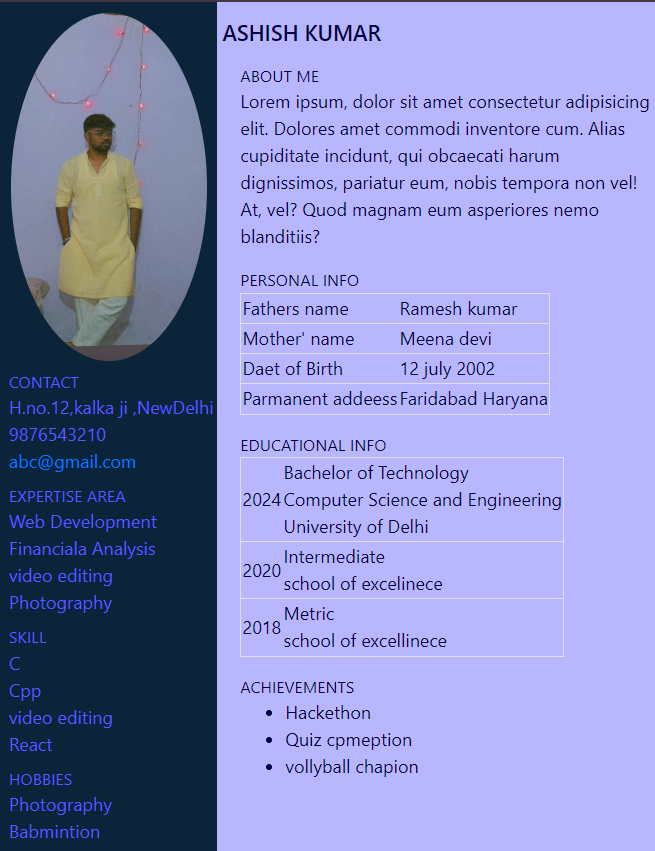 ASHISH KUMAR
ABOUT ME
Lorem ipsum, dolor sit amet consectetur adipisicing
elit. Dolores amet commodi inventore cum. Alias
cupiditate incidunt, qui obcaecati harum
dignissimos, pariatur eum, nobis tempora non vel!
At, vel? Quod magnam eum asperiores nemo
blanditiis?
PERSONAL INFO
Fathers name Ramesh kumar
Mother' name Meena devi
Daet of Birth 12 july 2002
Parmanent addeess Faridabad Haryana
EDUCATIONAL INFO
2024 Bachelor of Technology
Computer Science and Engineering
University of Delhi
2020 Intermediate
school of excelinece
2018 Metric
school of excellinece
ACHIEVEMENTS
Hackethon
Quiz cpmeption
vollyball chapion
CONTACT
H.no.12,kalka ji ,NewDelhi
9876543210
abc@gmail.com
EXPERTISE AREA
Web Development
Financiala Analysis
video editing
Photography
SKILL
C
Cpp
video editing
React
HOBBIES
Photography
Babmintion